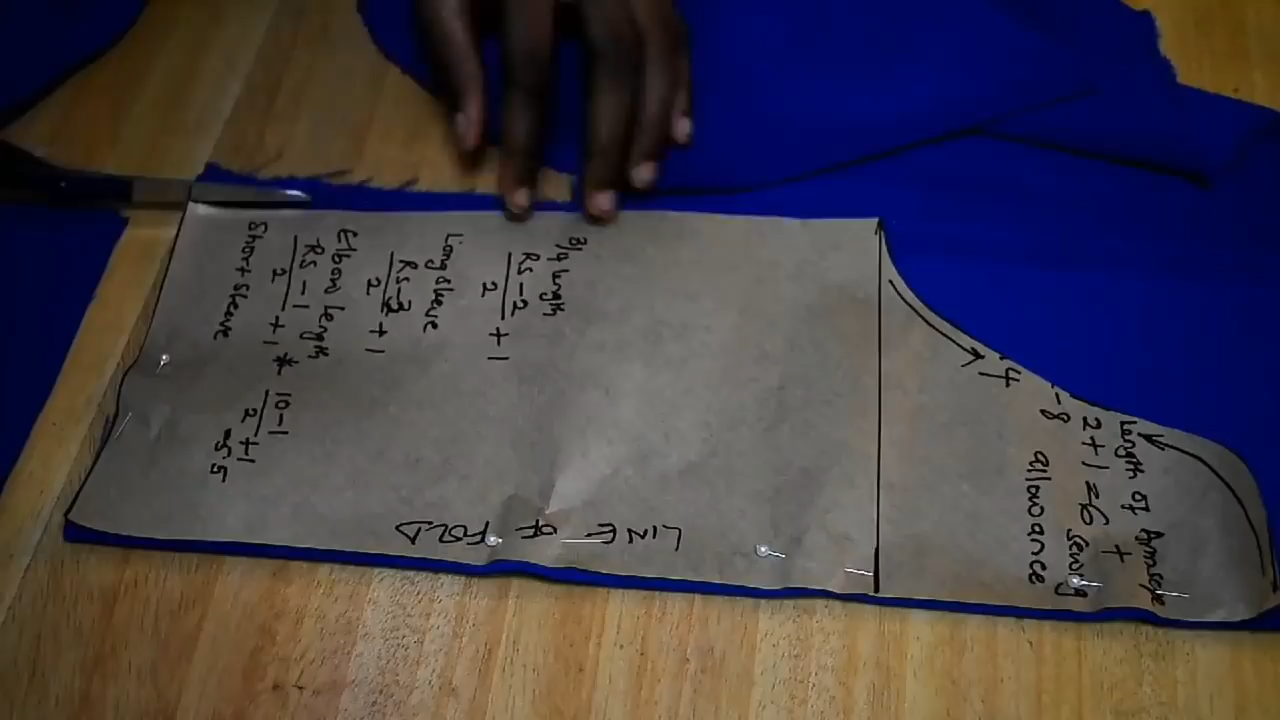 Length of Armscye
+
2+1=6 sewing
-8 allowance
4
3/4 length
RS-2
2 +1
Long sleeve
RS-3
2 +1
Elbow length
RS-1
2 +1 *
10-1
2 +1
=5.5
Short sleeve
LINE OF FOLD